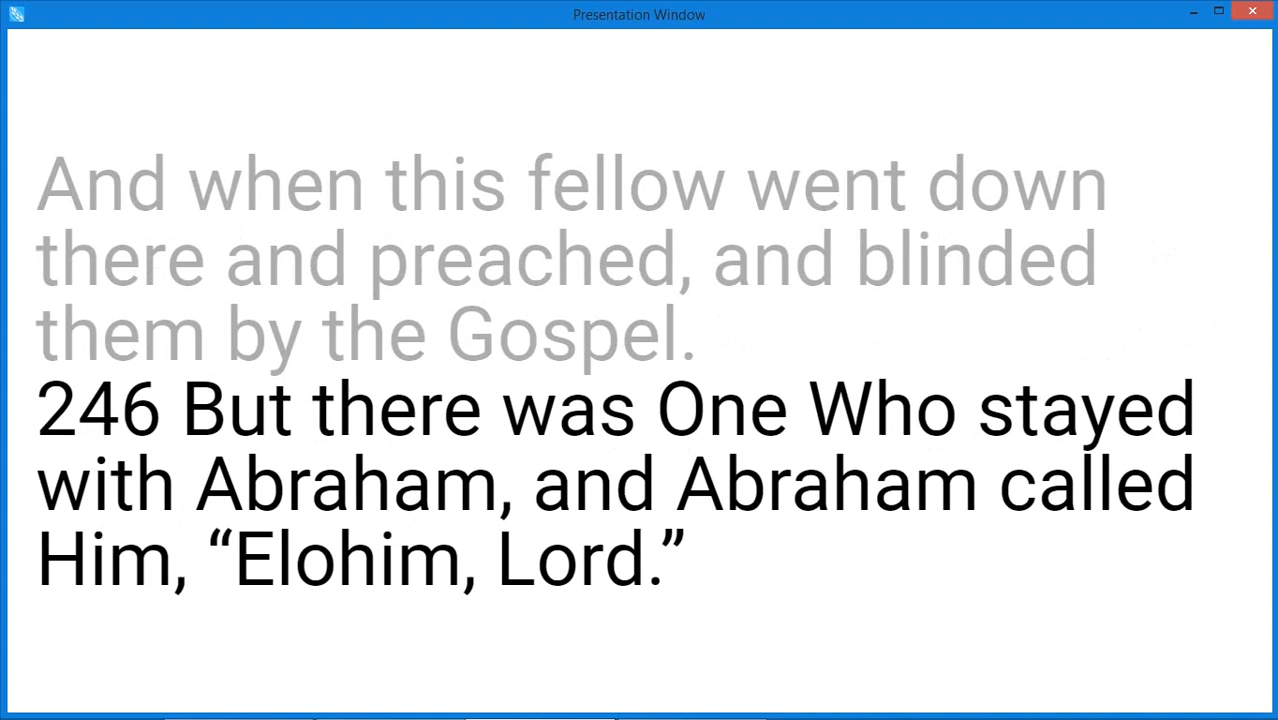 Presentation Window
And when this fellow went down
there and preached, and blinded
them by the Gospel.
246 But there was One Who stayed
with Abraham, and Abraham called
Him, “Elohim, Lord.”